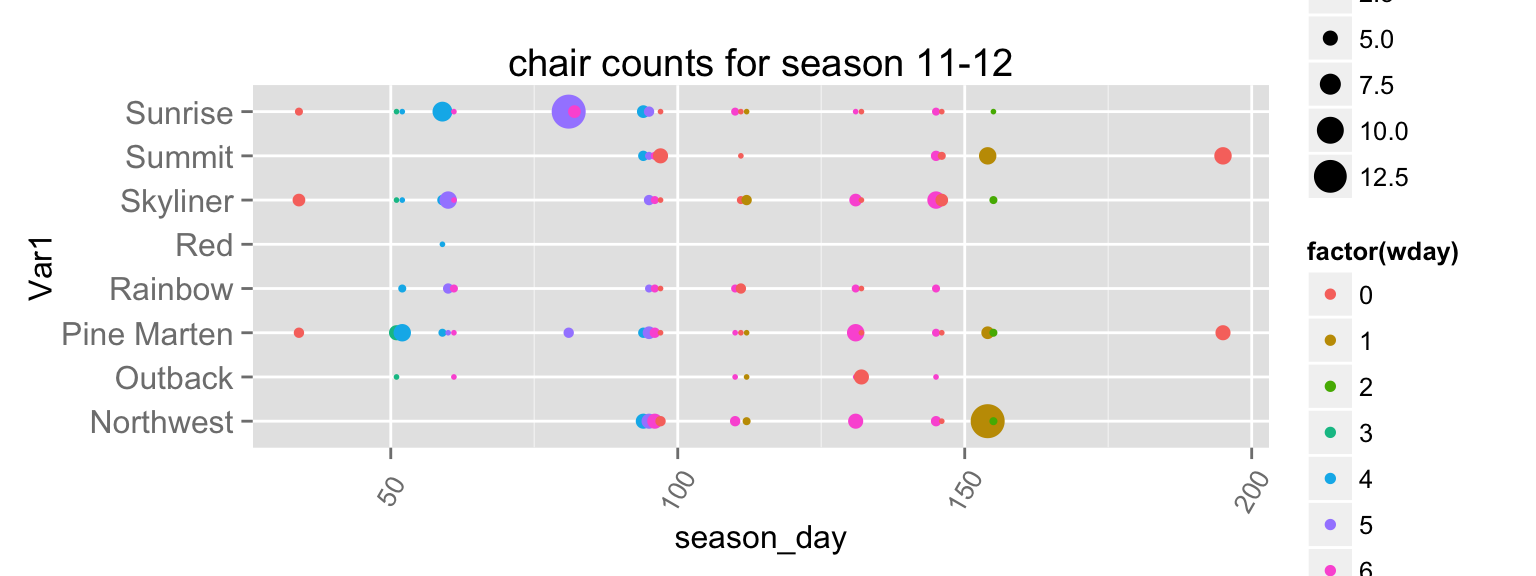 chair counts for season 11-12
Var1
Sunrise
Summit
Skyliner
Red
Rainbow
Pine Marten
Outback
Northwest
50
100
150
200
season_day
5.0
7.5
10.0
12.5
factor(wday)
0
1
2
3
4
5
6